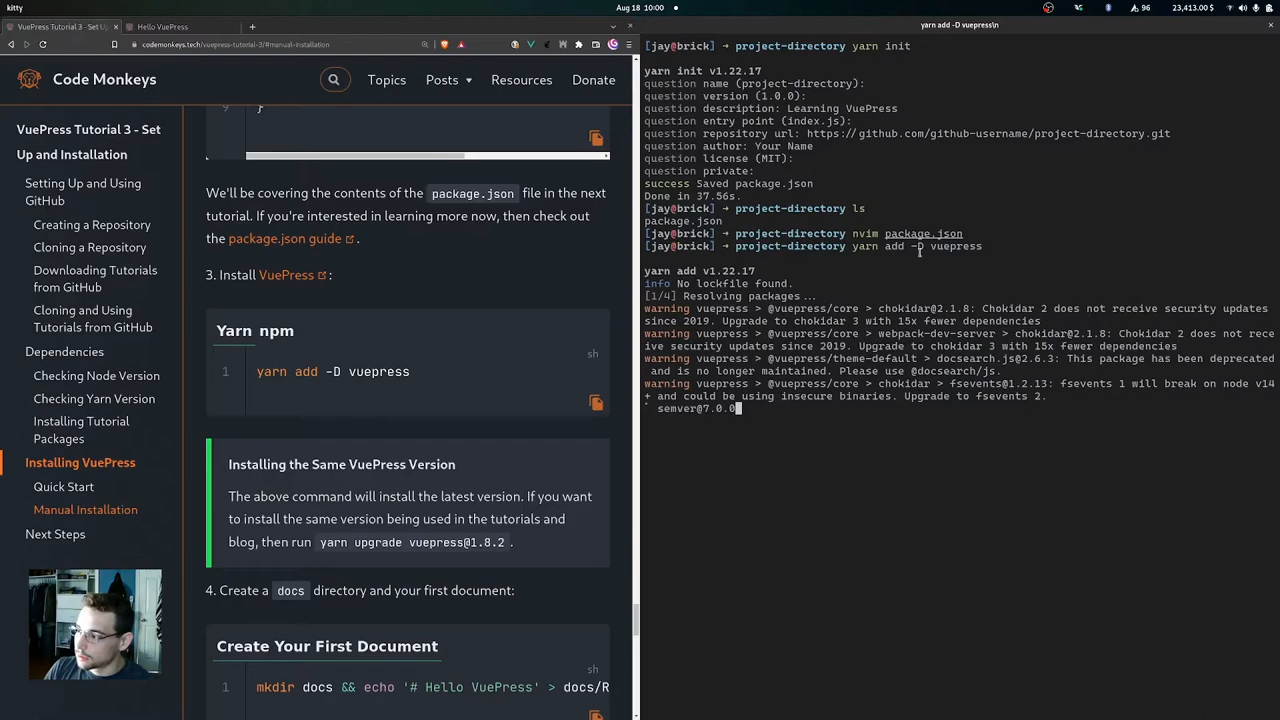 kitty
Aug 18 10:00
96
23,413.00 $
VuePress Tutorial 3 - Set Up
Hello VuePress
yarn add -D vuepress\n
codemonkeys.tech/vuepress-tutorial-3/#manual-installation
Code Monkeys
Topics
Posts
Resources
Donate
VuePress Tutorial 3 - Set
Up and Installation
Setting Up and Using
GitHub
Creating a Repository
Cloning a Repository
Downloading Tutorials
from GitHub
Cloning and Using
Tutorials from GitHub
Dependencies
Checking Node Version
Checking Yarn Version
Installing Tutorial
Packages
Installing VuePress
Quick Start
Manual Installation
Next Steps
9 }
We'll be covering the contents of the package.json file in the next
tutorial. If you're interested in learning more now, then check out
the package.json guide.
3. Install VuePress:
Yarn npm
sh
1 yarn add -D vuepress
Installing the Same VuePress Version
The above command will install the latest version. If you want
to install the same version being used in the tutorials and
blog, then run yarn upgrade vuepress@1.8.2.
4. Create a docs directory and your first document:
Create Your First Document
sh
1 mkdir docs && echo '# Hello VuePress' > docs/R
[jay@brick] → project-directory yarn init
yarn init v1.22.17
question name (project-directory):
question version (1.0.0):
question description: Learning VuePress
question entry point (index.js):
question repository url: https://github.com/github-username/project-directory.git
question author: Your Name
question license (MIT):
question private:
success Saved package.json
Done in 37.56s.
[jay@brick] → project-directory ls
package.json
[jay@brick] → project-directory nvim package.json
[jay@brick] → project-directory yarn add -D vuepress
yarn add v1.22.17
info No lockfile found.
[1/4] Resolving packages...
warning vuepress > @vuepress/core > chokidar@2.1.8: Chokidar 2 does not receive security updates
since 2019. Upgrade to chokidar 3 with 15x fewer dependencies
warning vuepress > @vuepress/core > webpack-dev-server > chokidar@2.1.8: Chokidar 2 does not rece
ive security updates since 2019. Upgrade to chokidar 3 with 15x fewer dependencies
warning vuepress > @vuepress/theme-default > docsearch.js@2.6.3: This package has been deprecated
and is no longer maintained. Please use @docsearch/js.
warning vuepress > @vuepress/core > chokidar > fsevents@1.2.13: fsevents 1 will break on node v14
+ and could be using insecure binaries. Upgrade to fsevents 2.
semver@7.0.0